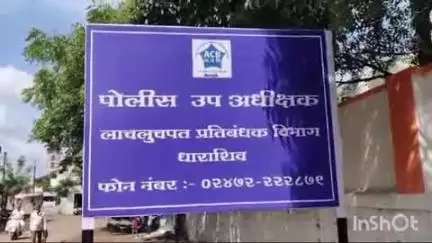 ACB
पोलीस उप अधीक्षक
लाचलुचपत प्रतिबंधक विभाग
धाराशिव
फोन नंबर :- ०२४७२-२२२८७९
InShOt